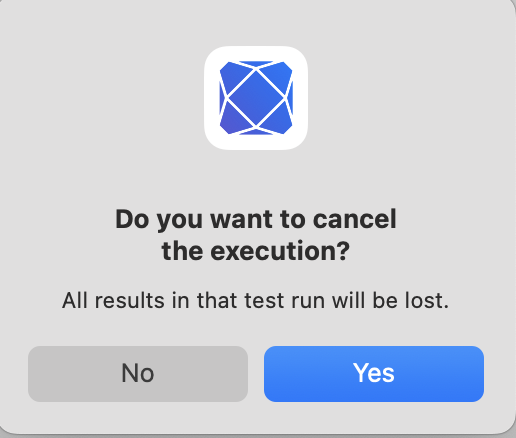 Do you want to cancel
the execution?
All results in that test run will be lost.
No
Yes